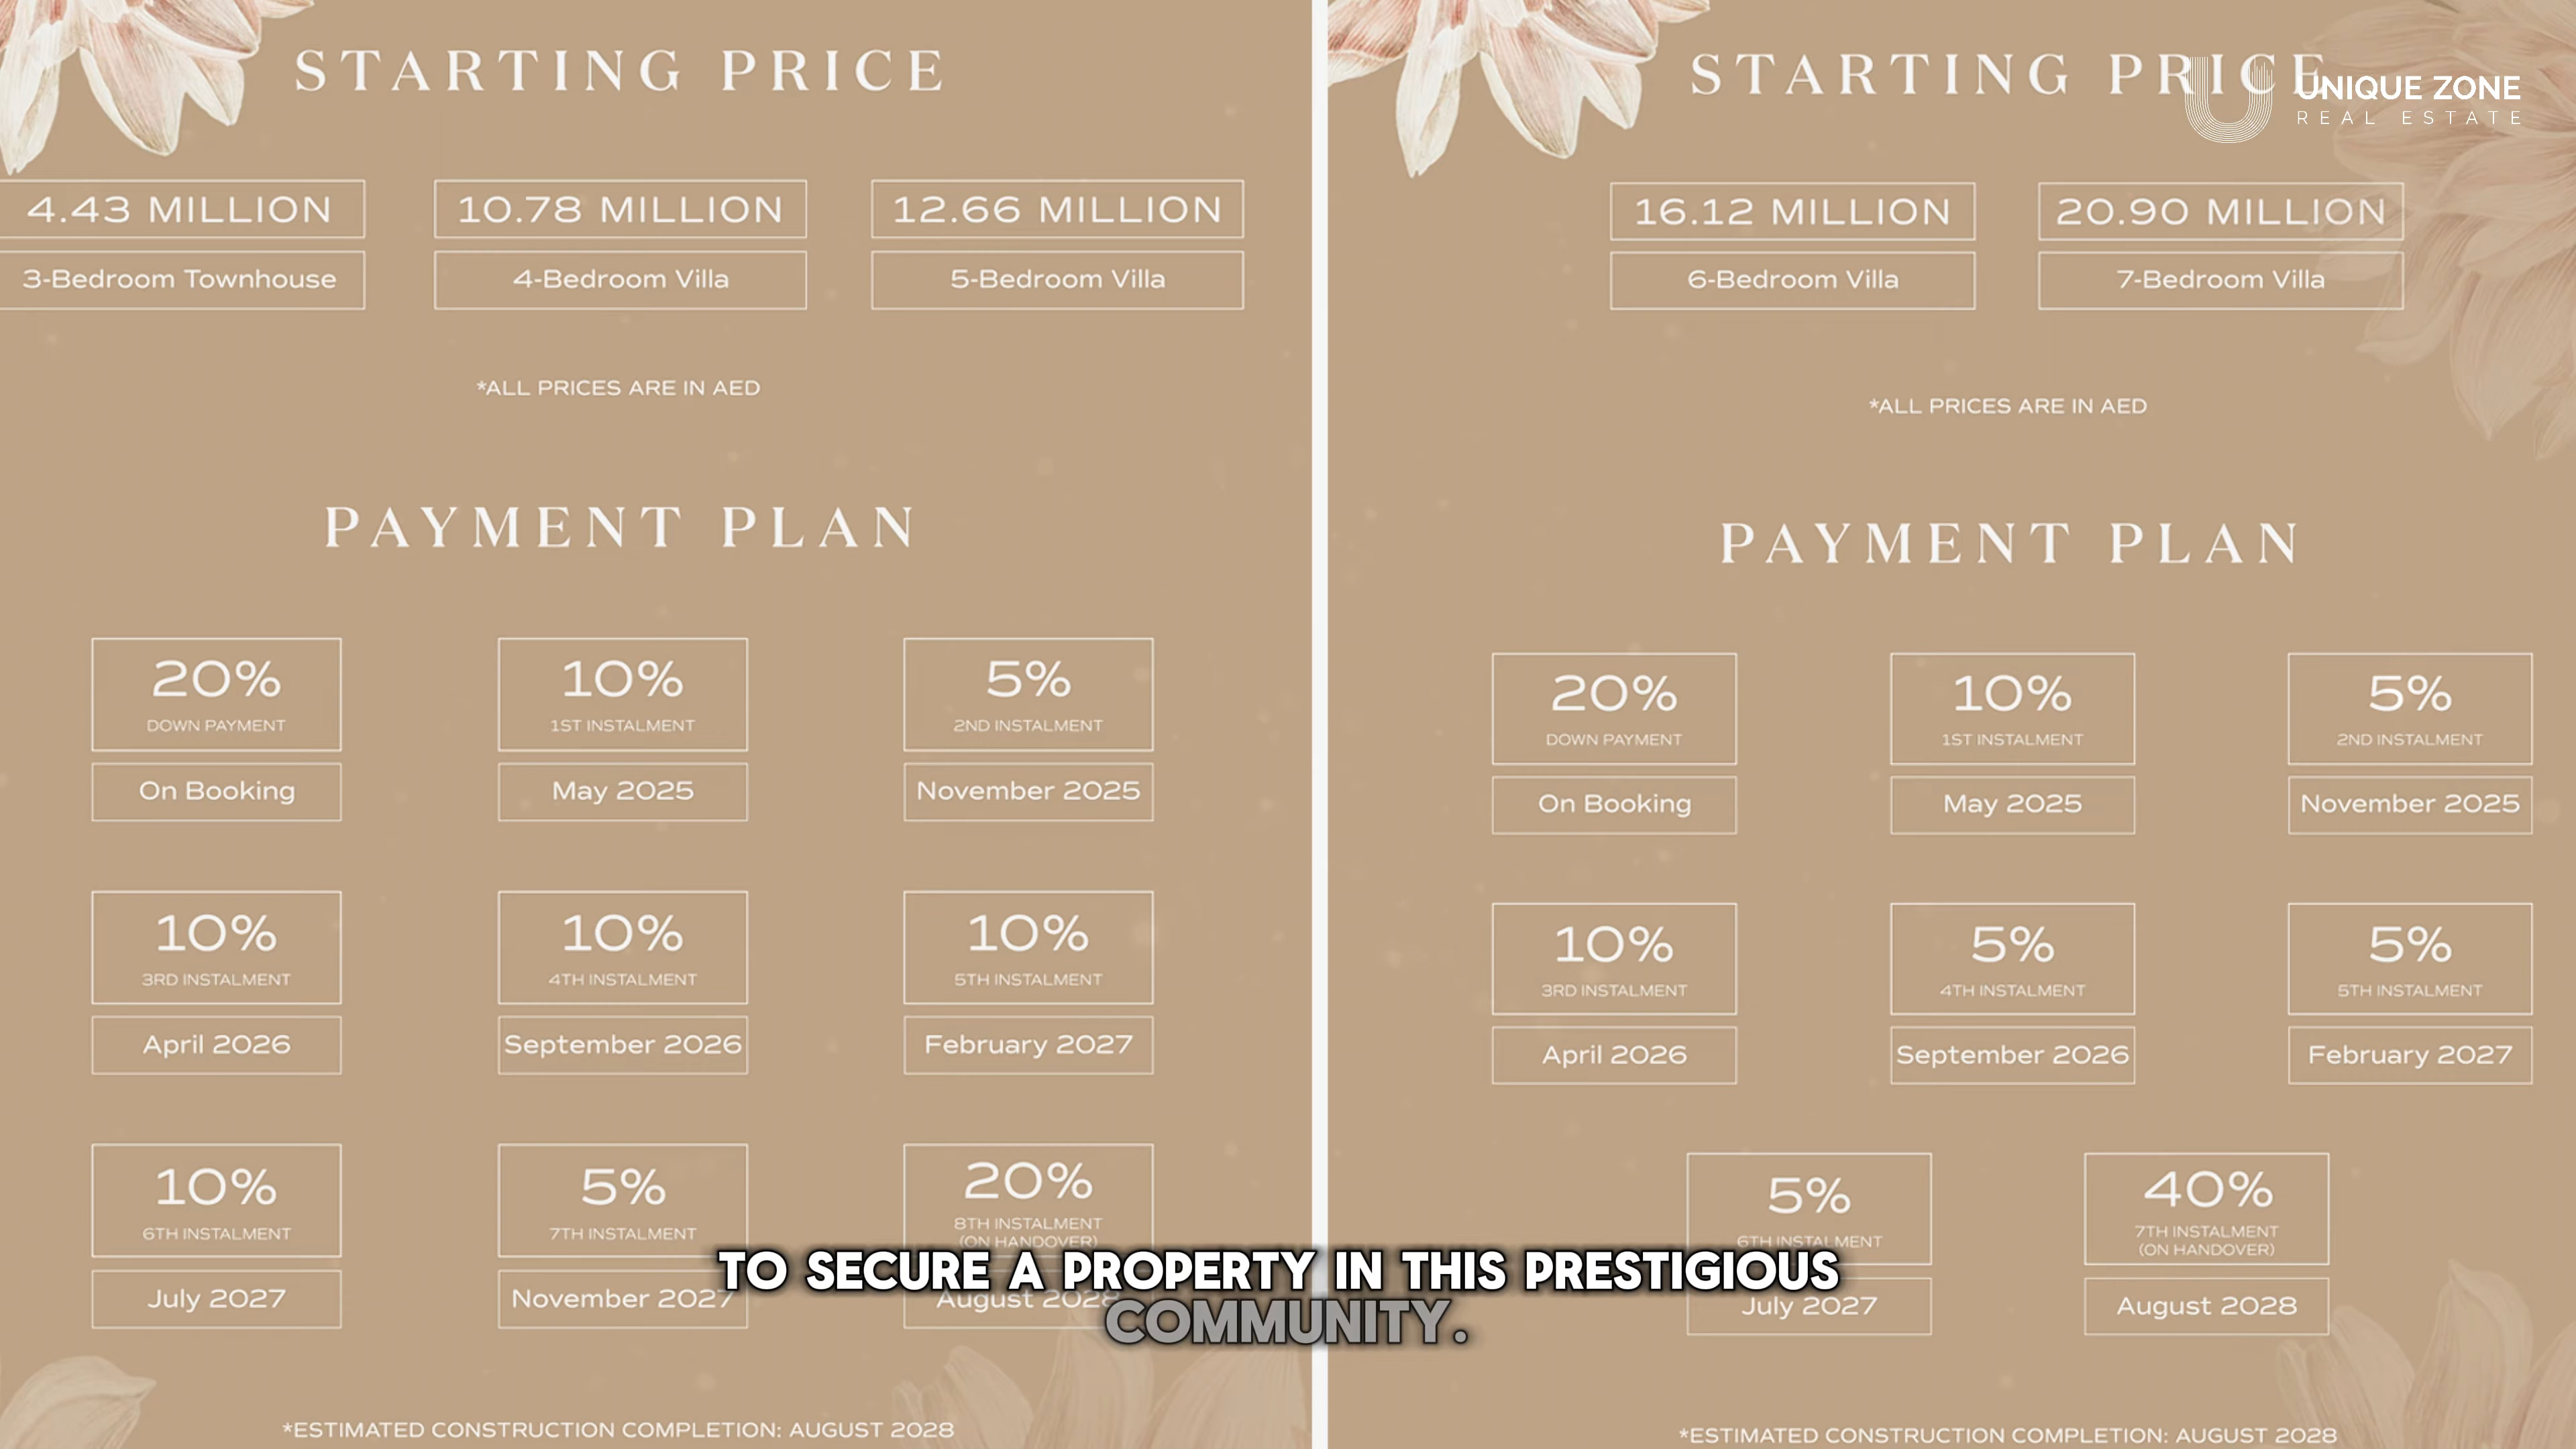 STARTING PRICE
4.43 MILLION
3-Bedroom Townhouse
10.78 MILLION
4-Bedroom Villa
12.66 MILLION
5-Bedroom Villa
*ALL PRICES ARE IN AED
PAYMENT PLAN
20%
DOWN PAYMENT
On Booking
10%
1ST INSTALMENT
May 2025
5%
2ND INSTALMENT
November 2025
10%
3RD INSTALMENT
April 2026
10%
4TH INSTALMENT
September 2026
10%
5TH INSTALMENT
February 2027
10%
6TH INSTALMENT
July 2027
5%
7TH INSTALMENT
November 2027
20%
8TH INSTALMENT
(ON HANDOVER)
August 2028
*ESTIMATED CONSTRUCTION COMPLETION: AUGUST 2028
STARTING PRICE
UNIQUE ZONE
REAL ESTATE
16.12 MILLION
6-Bedroom Villa
20.90 MILLION
7-Bedroom Villa
*ALL PRICES ARE IN AED
PAYMENT PLAN
20%
DOWN PAYMENT
On Booking
10%
1ST INSTALMENT
May 2025
5%
2ND INSTALMENT
November 2025
10%
3RD INSTALMENT
April 2026
5%
4TH INSTALMENT
September 2026
5%
5TH INSTALMENT
February 2027
5%
6TH INSTALMENT
July 2027
40%
7TH INSTALMENT
(ON HANDOVER)
August 2028
*ESTIMATED CONSTRUCTION COMPLETION: AUGUST 2028
TO SECURE A PROPERTY IN THIS PRESTIGIOUS
COMMUNITY.